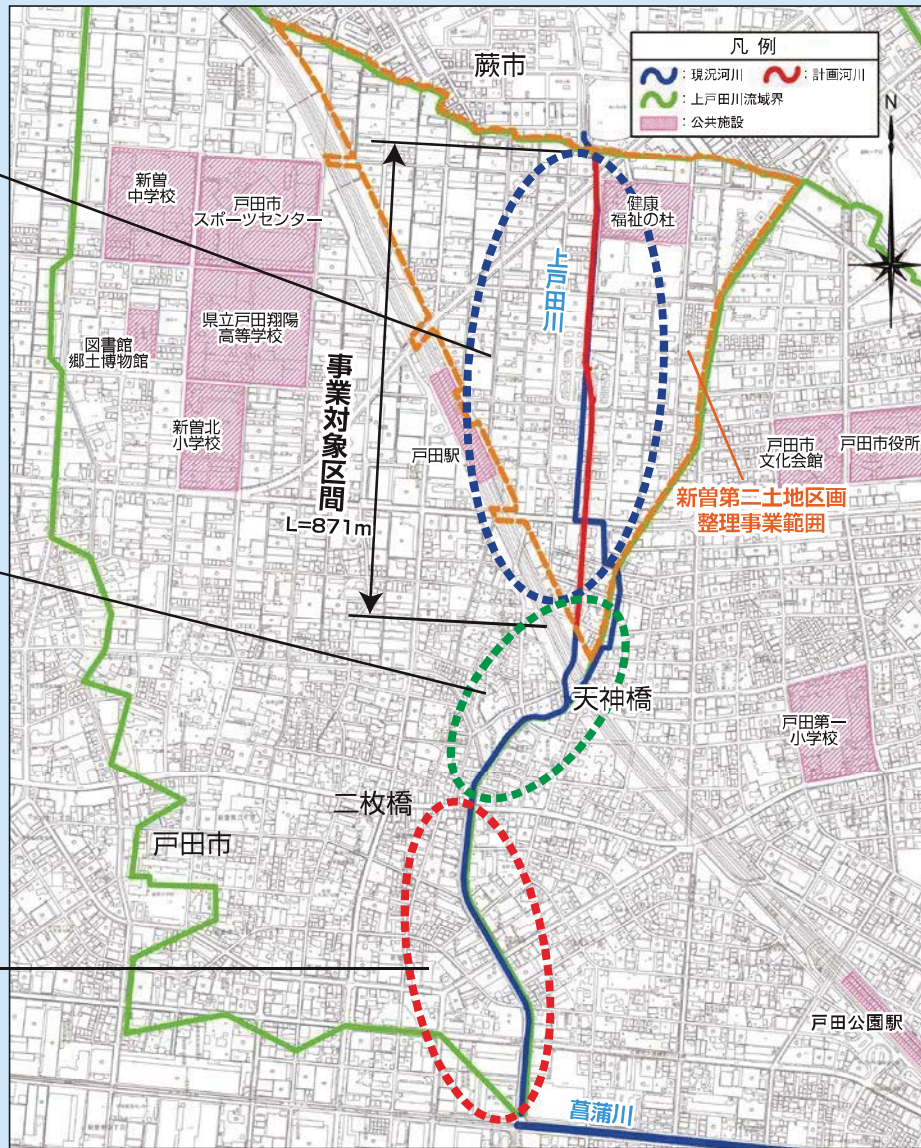 凡例
:現況河川
:計画河川
:上戸田川流域界
:公共施設
N
蕨市
新曽
中学校
戸田市
スポーツセンター
健康
福祉の杜
上戸田川
県立戸田翔陽
高等学校
図書館
郷土博物館
事業対象区間
L=871m
新曽北
小学校
戸田駅
戸田市
文化会館
戸田市役所
新曽第二土地区画
整理事業範囲
天神橋
戸田第一
小学校
二枚橋
戸田市
戸田公園駅
菖蒲川